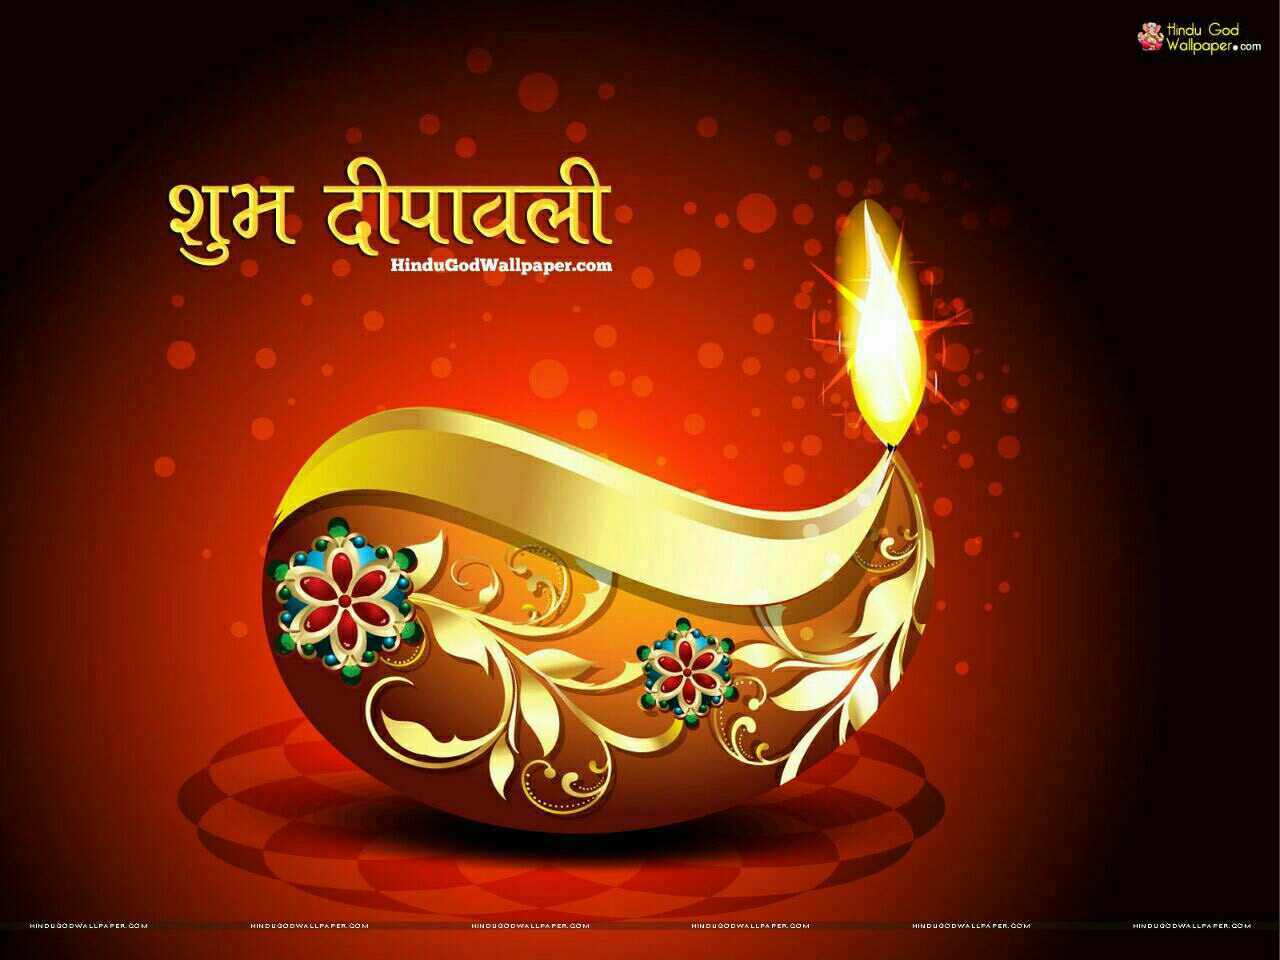 Hindu God
Wallpaper.com
शुभ दीपावली
HinduGodWallpaper.com
HINDUGODWALLPAPER.COM HINDUGODWALLPAPER.COM HINDUGODWALLPAPER.COM HINDUGODWALLPAPER.COM HINDUGODWALLPAPER.COM HINDUGODWALLPAPER.COM